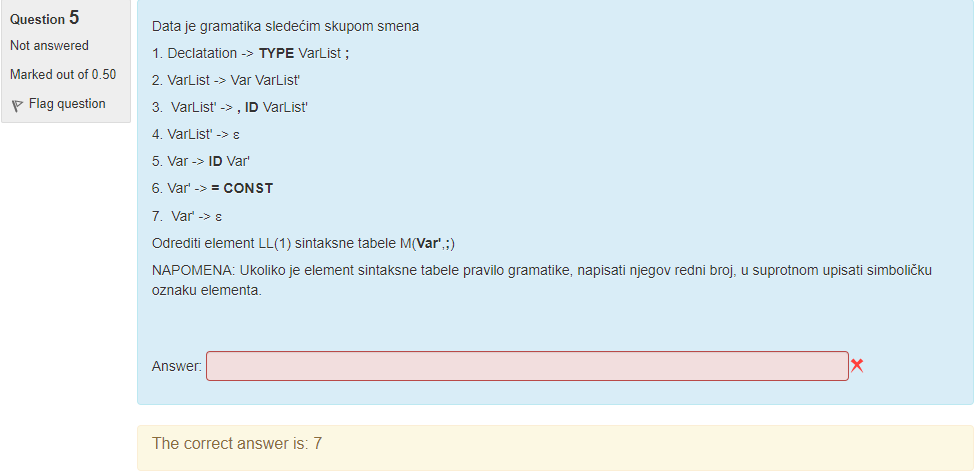 Question 5
Not answered
Marked out of 0.50
Flag question
Data je gramatika sledećim skupom smena
1. Declatation -> TYPE VarList ;
2. VarList -> Var VarList'
3. VarList' -> , ID VarList'
4. VarList' -> ε
5. Var -> ID Var'
6. Var' -> = CONST
7. Var' -> ε
Odrediti element LL(1) sintaksne tabele M(Var',;)
NAPOMENA: Ukoliko je element sintaksne tabele pravilo gramatike, napisati njegov redni broj, u suprotnom upisati simboličku
oznaku elementa.
Answer:
The correct answer is: 7